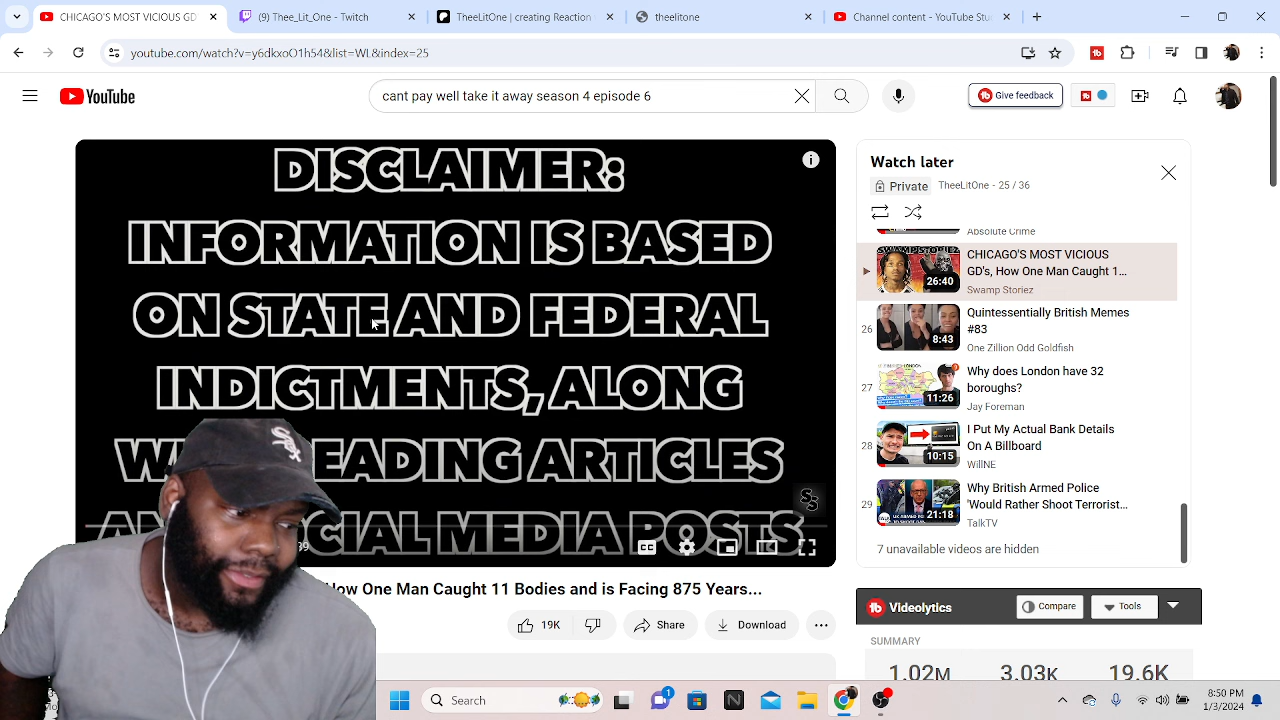 CHICAGO'S MOST VICIOUS GD
(2) Thee_LItOne - Twitch
TheeLItOne | creating Reaction
theelitone
Channel content - YouTube Stu
youtube.com/watch?v=y6dkxoO1h54&list=WL&index=25
YouTube
cant pay well take it away season 4 episode 6
Give feedback
DISCLAIMER:
INFORMATION IS BASED
ON STATE AND FEDERAL
INDICTMENTS, ALONG
ARTICLES
MEDIA POSTS
CC
How One Man Caught 11 Bodies and is Facing 875 Years...
19K
Share
Download
Watch later
Private
TheeLItOne - 25 / 36
Absolute Crime
26:40
CHICAGO'S MOST VICIOUS
GD's, How One Man Caught 1...
Swamp Storiez
26
8:43
Quintessentially British Memes
#83
One Zillion Odd Goldfish
27
11:26
Why does London have 32
boroughs?
Jay Foreman
28
10:15
I Put My Actual Bank Details
On A Billboard
WillNE
29
21:18
Why British Armed Police
'Would Rather Shoot Terrorist...
TalkTV
7 unavailable videos are hidden
Videolytics
Compare
Tools
SUMMARY
1.02M
3.03K
19.6K
Search
1
8:50 PM
1/3/2024